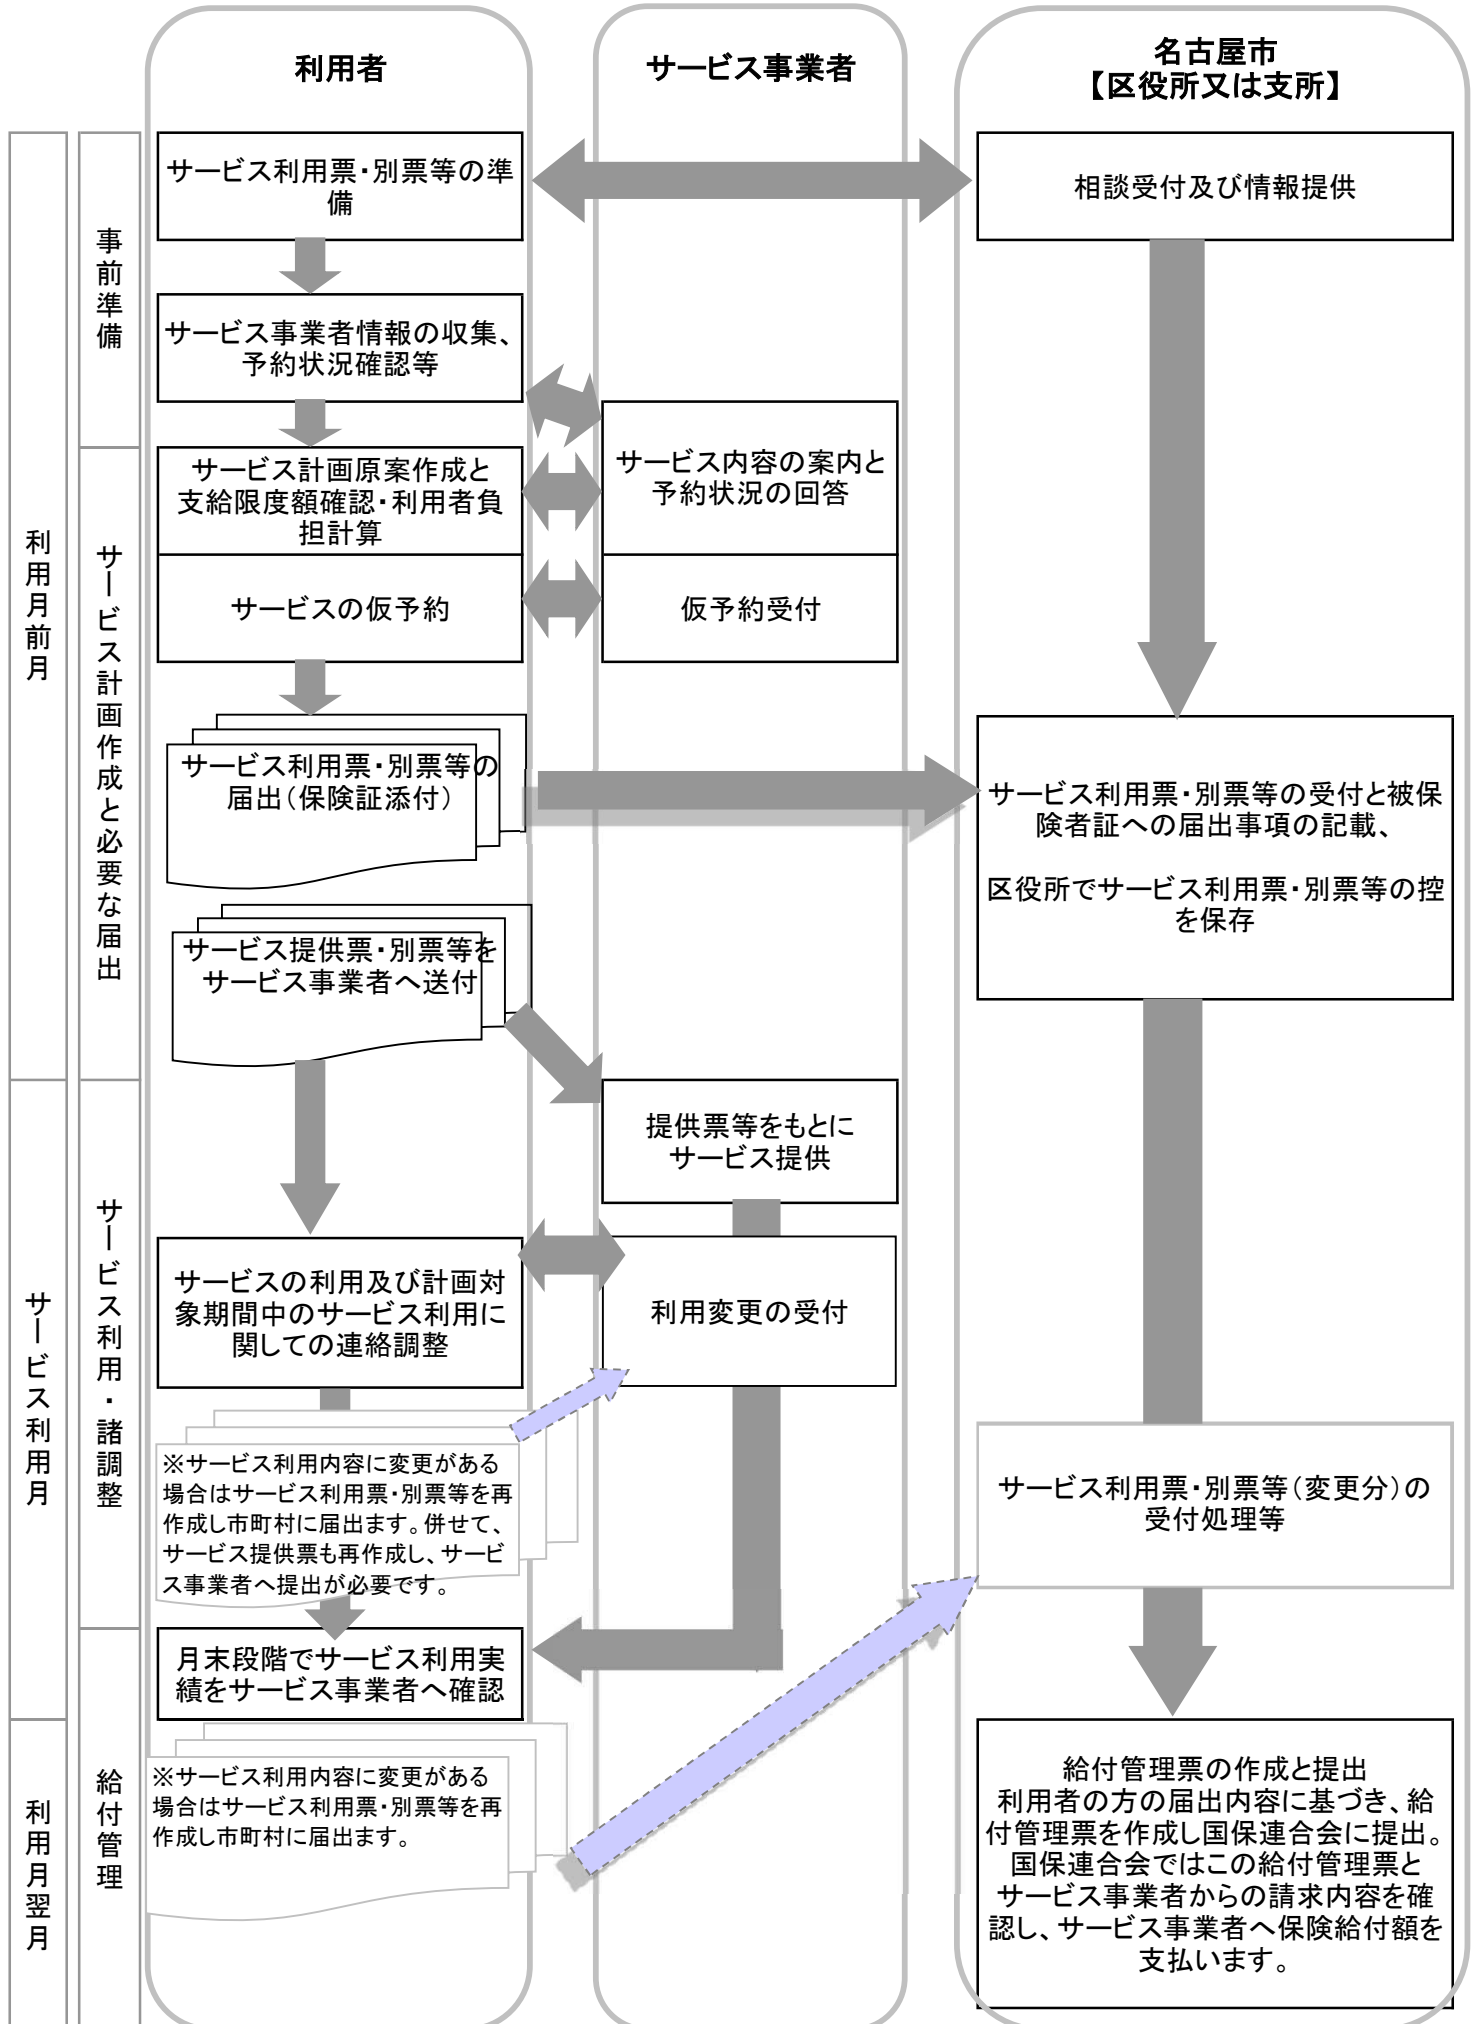 利用者
サービス事業者
名古屋市
【区役所又は支所】
利用月前月
サービス利用月
利用月翌月
事前準備
サービス計画作成と必要な届出
サービス利用・諸調整
給付管理
サービス利用票・別票等の準
備
相談受付及び情報提供
サービス事業者情報の収集、
予約状況確認等
サービス計画原案作成と
支給限度額確認・利用者負
担計算
サービス内容の案内と
予約状況の回答
サービスの仮予約
仮予約受付
サービス利用票・別票等の
届出（保険証添付）
サービス利用票・別票等の受付と被保
険者証への届出事項の記載、
区役所でサービス利用票・別票等の控
を保存
サービス提供票・別票等を
サービス事業者へ送付
提供票等をもとに
サービス提供
サービスの利用及び計画対
象期間中のサービス利用に
関しての連絡調整
利用変更の受付
※サービス利用内容に変更がある
場合はサービス利用票・別票等を再
作成し市町村に届出ます。併せて、
サービス提供票も再作成し、サービ
ス事業者へ提出が必要です。
サービス利用票・別票等（変更分）の
受付処理等
月末段階でサービス利用実
績をサービス事業者へ確認
※サービス利用内容に変更がある
場合はサービス利用票・別票等を再
作成し市町村に届出ます。
給付管理票の作成と提出
利用者の方の届出内容に基づき、給
付管理票を作成し国保連合会に提出。
国保連合会ではこの給付管理票と
サービス事業者からの請求内容を確
認し、サービス事業者へ保険給付額を
支払います。